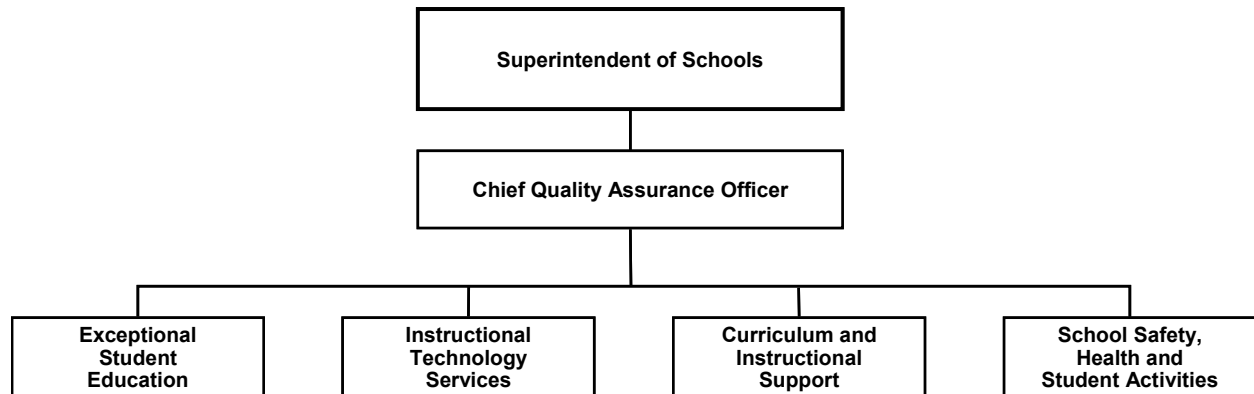 Superintendent of Schools
Chief Quality Assurance Officer
Exceptional
Student
Education
Instructional
Technology
Services
Curriculum and
Instructional
Support
School Safety,
Health and
Student Activities